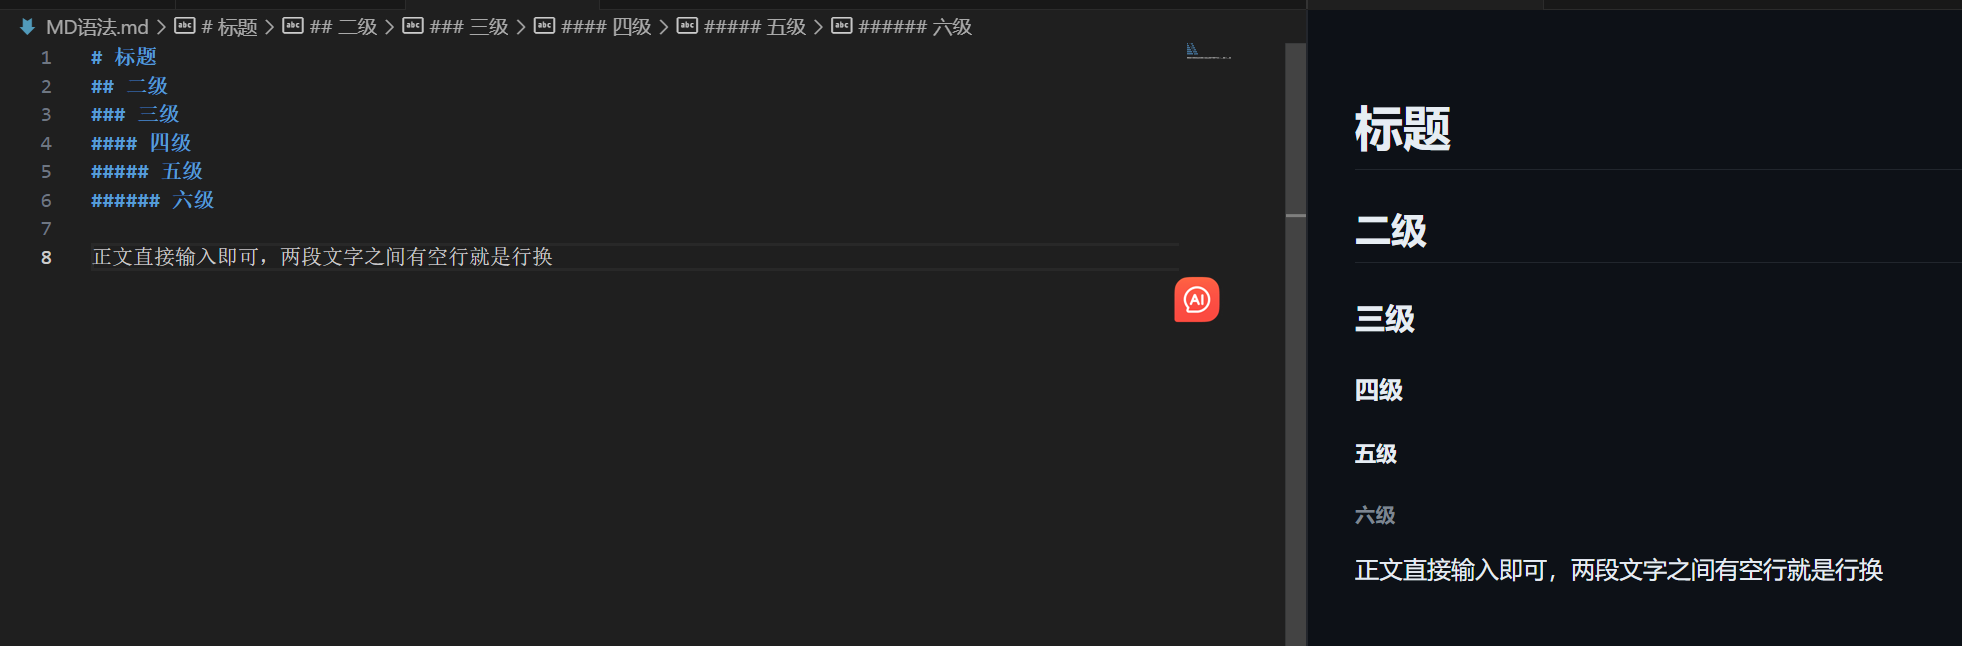 MD语法.md > # 标题 > ## 二级 > ### 三级 > #### 四级 > ##### 五级 > ###### 六级
1 # 标题
2 ## 二级
3 ### 三级
4 #### 四级
5 ##### 五级
6 ###### 六级
7
8 正文直接输入即可，两段文字之间有空行就是行换
AI
标题
二级
三级
四级
五级
六级
正文直接输入即可，两段文字之间有空行就是行换